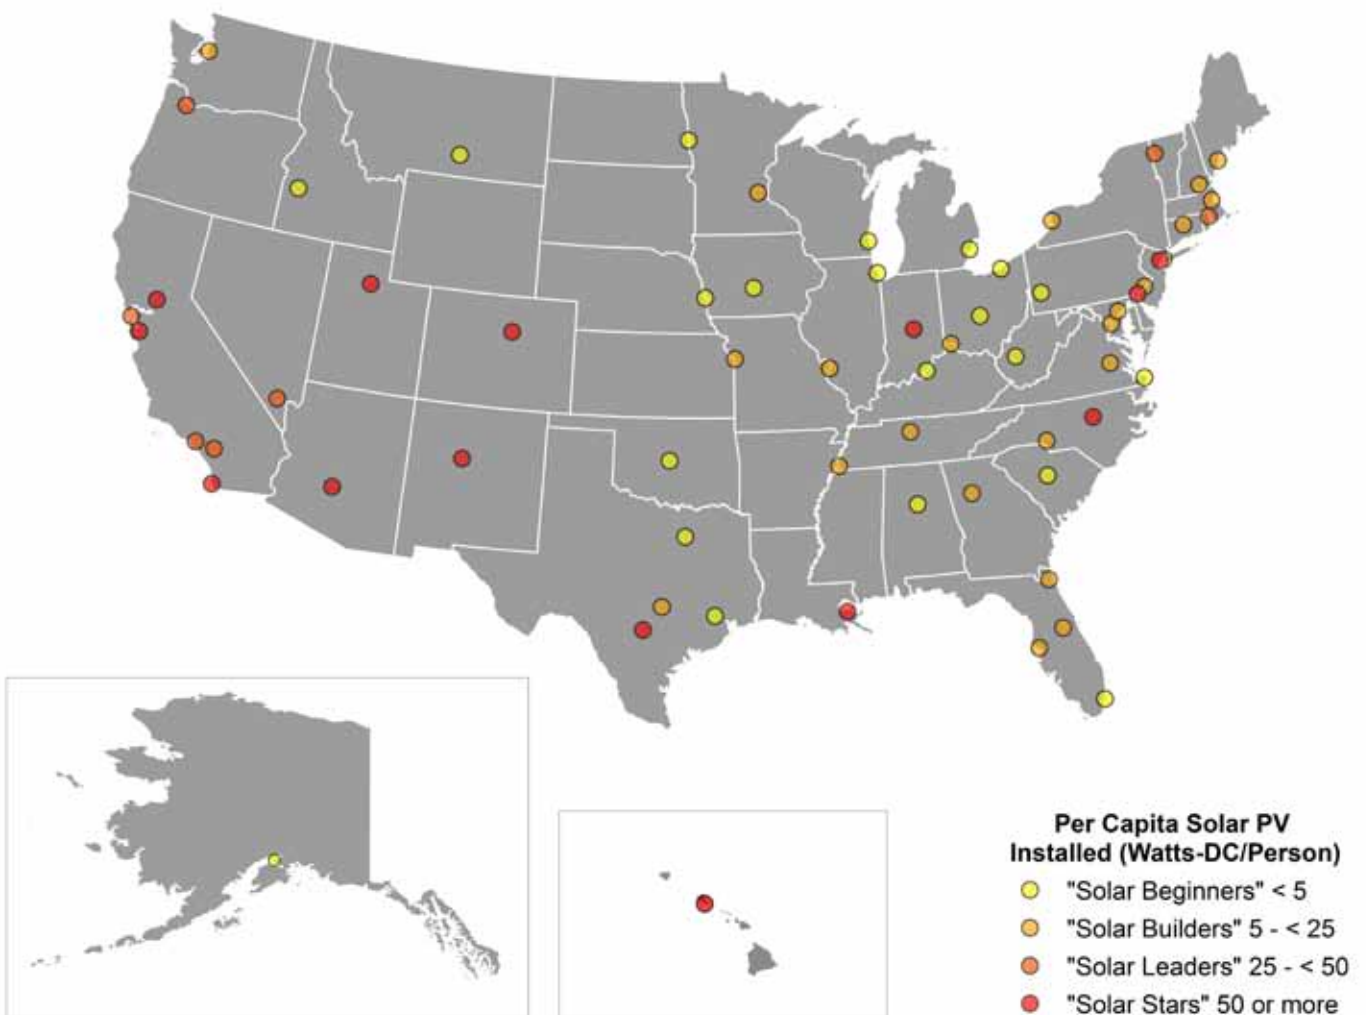 Per Capita Solar PV
Installed (Watts-DC/Person)
"Solar Beginners" < 5
"Solar Builders" 5 - < 25
"Solar Leaders" 25 - < 50
"Solar Stars" 50 or more